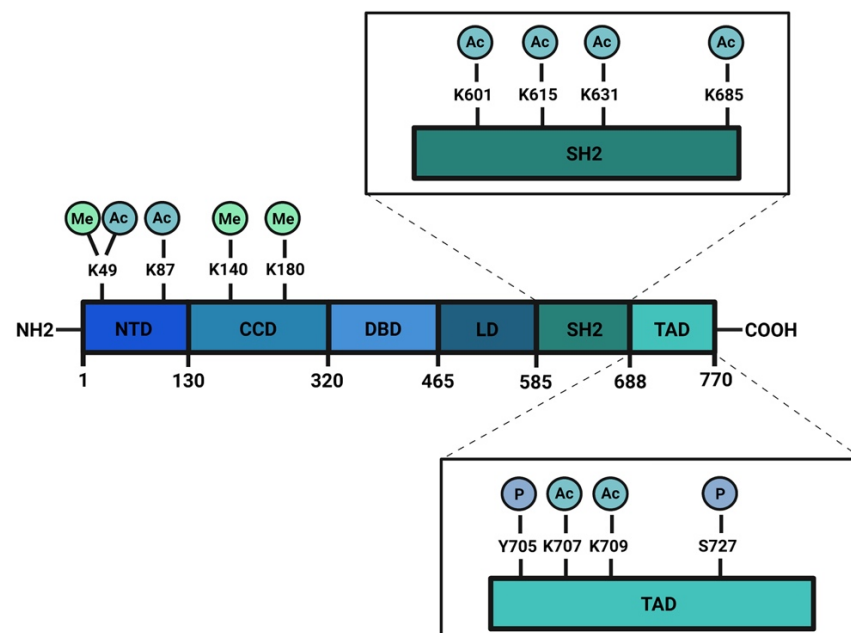 Ac Ac Ac Ac
K601 K615 K631 K685
SH2
Me Ac Ac Me Me
K49 K87 K140 K180
NH2 NTD CCD DBD LD SH2 TAD COOH
1 130 320 465 585 688 770
P Ac Ac P
Y705 K707 K709 S727
TAD